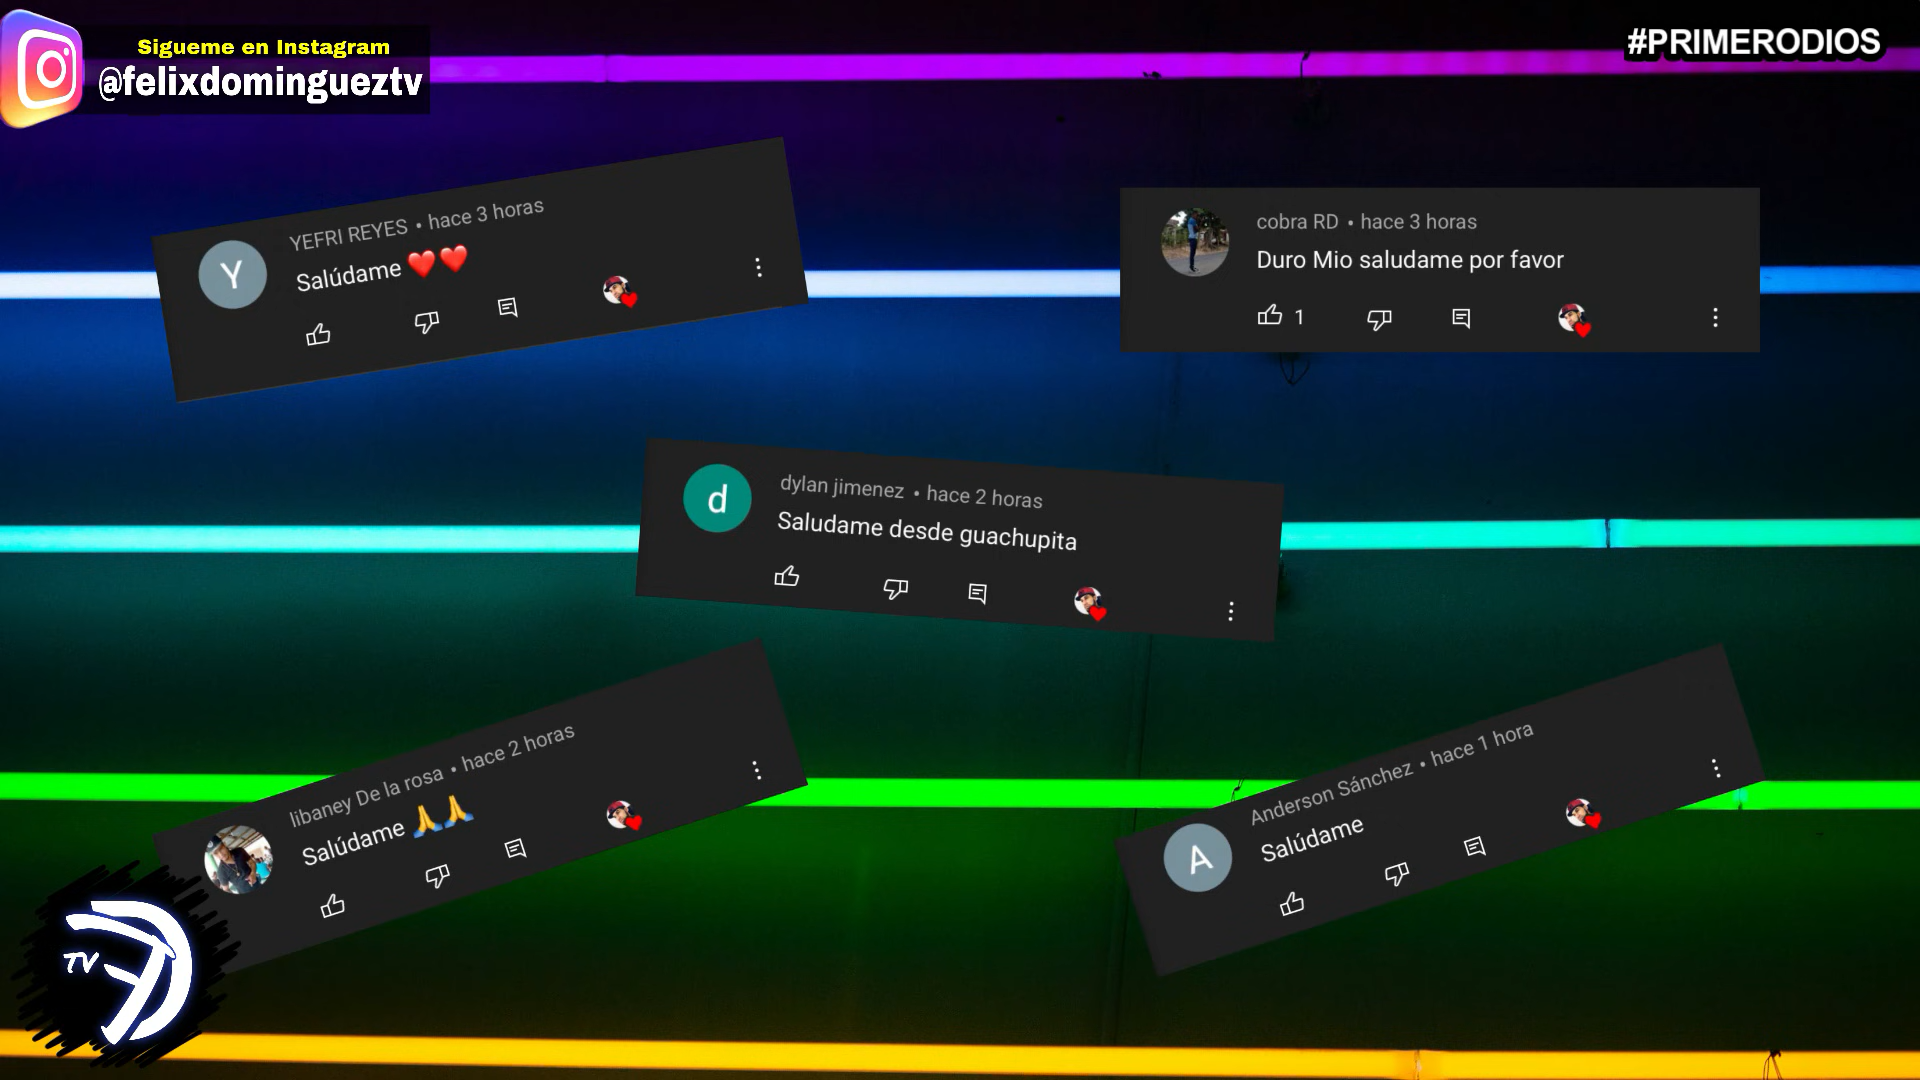 Sigueme en Instagram
@felixdomingueztv
#PRIMERODIOS
Y
YEFRI REYES • hace 3 horas
Salúdame ❤️❤️
cobra RD • hace 3 horas
Duro Mio saludame por favor
1
d
dylan jimenez • hace 2 horas
Saludame desde guachupita
libaney De la rosa • hace 2 horas
Salúdame 🙏🙏
A
Anderson Sánchez • hace 1 hora
Salúdame
TV